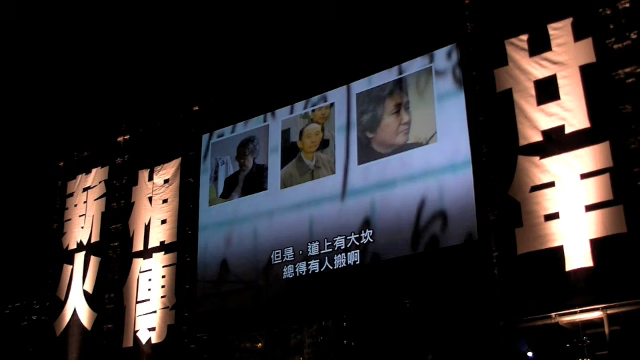 薪火
相傳
但是，道上有大坎
總得有人搬啊
廿年